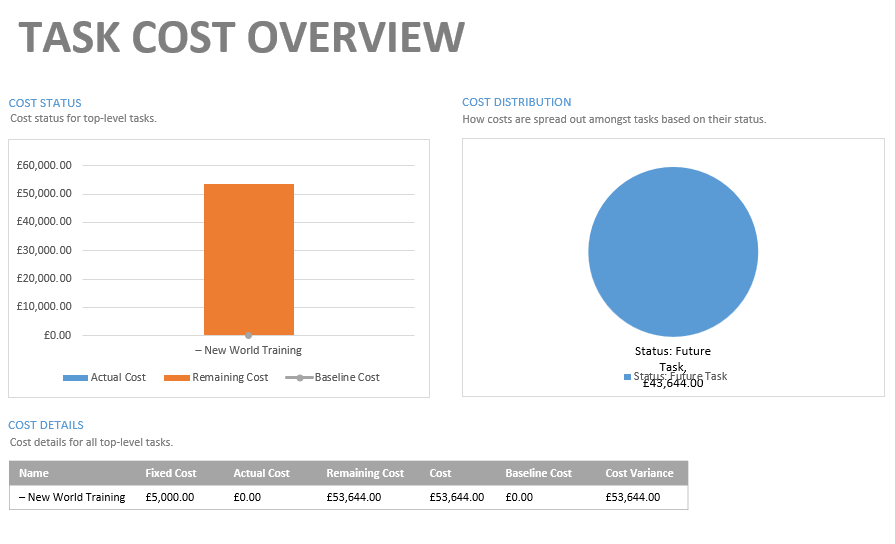 TASK COST OVERVIEW
COST STATUS
Cost status for top-level tasks.
£60,000.00
£50,000.00
£40,000.00
£30,000.00
£20,000.00
£10,000.00
£0.00
– New World Training
Actual Cost Remaining Cost Baseline Cost
COST DISTRIBUTION
How costs are spread out amongst tasks based on their status.
Status: Future
Task,
£43,644.00
Status: Future Task
COST DETAILS
Cost details for all top-level tasks.
Name Fixed Cost Actual Cost Remaining Cost Cost Baseline Cost Cost Variance
– New World Training £5,000.00 £0.00 £53,644.00 £53,644.00 £0.00 £53,644.00